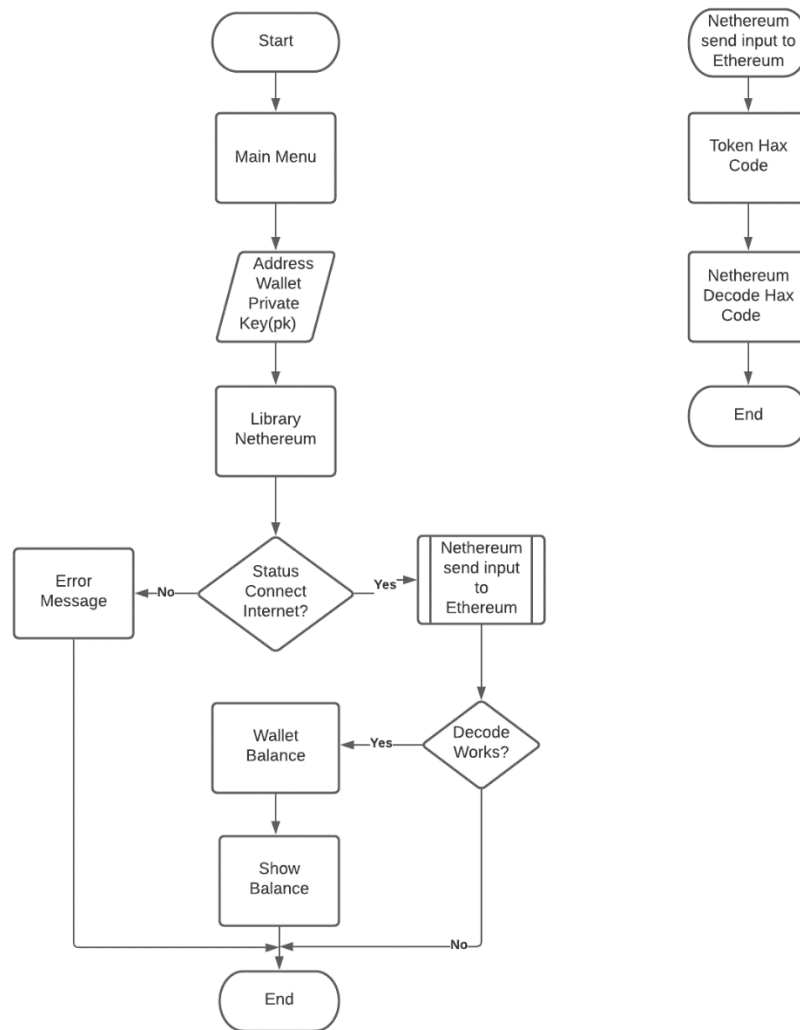 Start
Main Menu
Address
Wallet
Private
Key(pk)
Library
Nethereum
Status
Connect
Internet?
No
Error
Message
Yes
Nethereum
send input
to
Ethereum
Decode
Works?
Yes
Wallet
Balance
Show
Balance
No
End
Nethereum
send input to
Ethereum
Token Hax
Code
Nethereum
Decode Hax
Code
End